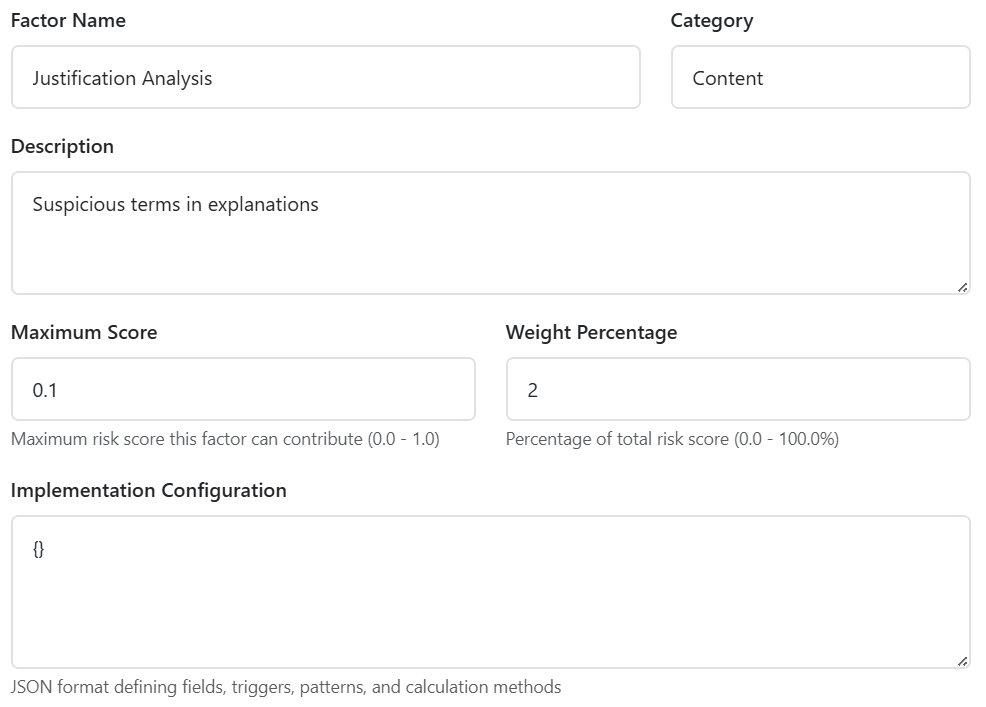 Factor Name
Category
Justification Analysis
Content
Description
Suspicious terms in explanations
Maximum Score
Weight Percentage
0.1
2
Maximum risk score this factor can contribute (0.0 - 1.0)
Percentage of total risk score (0.0 - 100.0%)
Implementation Configuration
{}
JSON format defining fields, triggers, patterns, and calculation methods